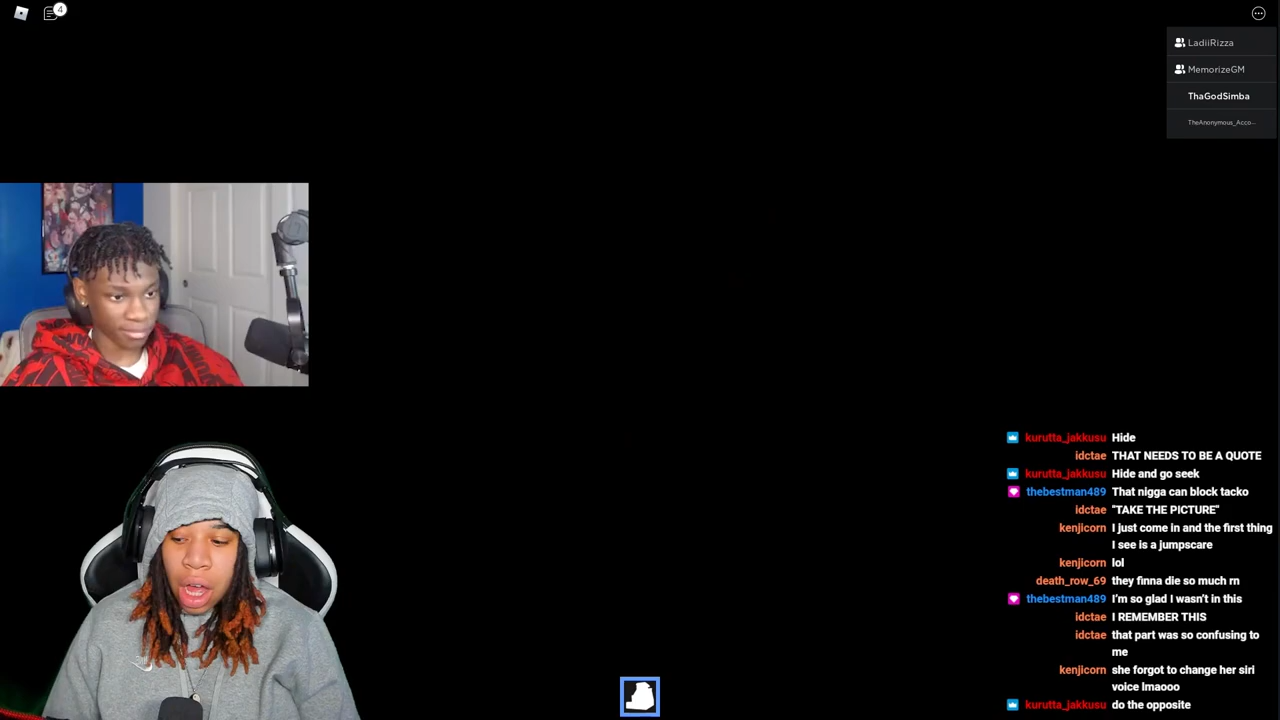 4
LadiiRizza
MemorizeGM
ThaGodSimba
TheAnonymous_Acco...
kurutta_jakkusu Hide
idctae THAT NEEDS TO BE A QUOTE
kurutta_jakkusu Hide and go seek
thebestman489 That nigga can block tacko
idctae "TAKE THE PICTURE"
kenjicorn I just come in and the first thing
I see is a jumpscare
kenjicorn lol
death_row_69 they finna die so much rn
thebestman489 I'm so glad I wasn't in this
idctae I REMEMBER THIS
idctae that part was so confusing to
me
kenjicorn she forgot to change her siri
voice lmaooo
kurutta_jakkusu do the opposite